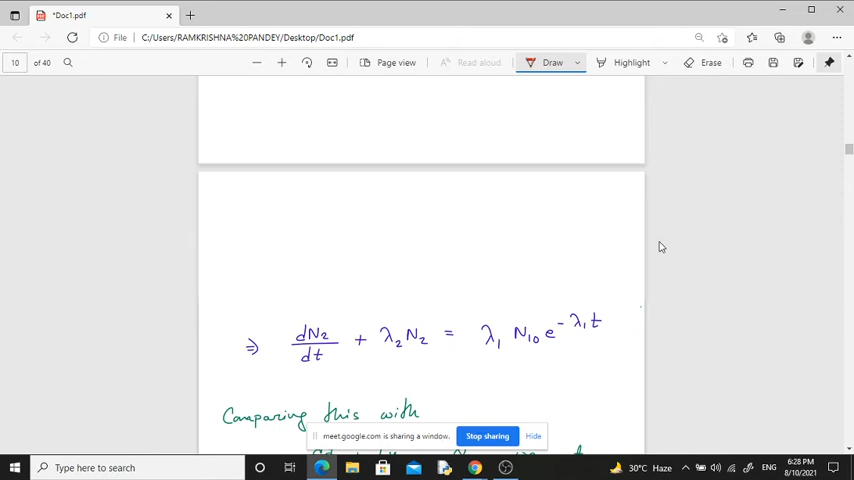 *Doc1.pdf
File C:/Users/RAMKRISHNA%20PANDEY/Desktop/Doc1.pdf
10 of 40 Page view Read aloud Draw Highlight Erase
⇒ dN₂/dt + λ₂N₂ = λ₁ N₁₀ e^(-λ₁t)
Comparing this with
meet.google.com is sharing a window. Stop sharing Hide
Type here to search 30°C Haze ENG 6:28 PM
8/10/2021